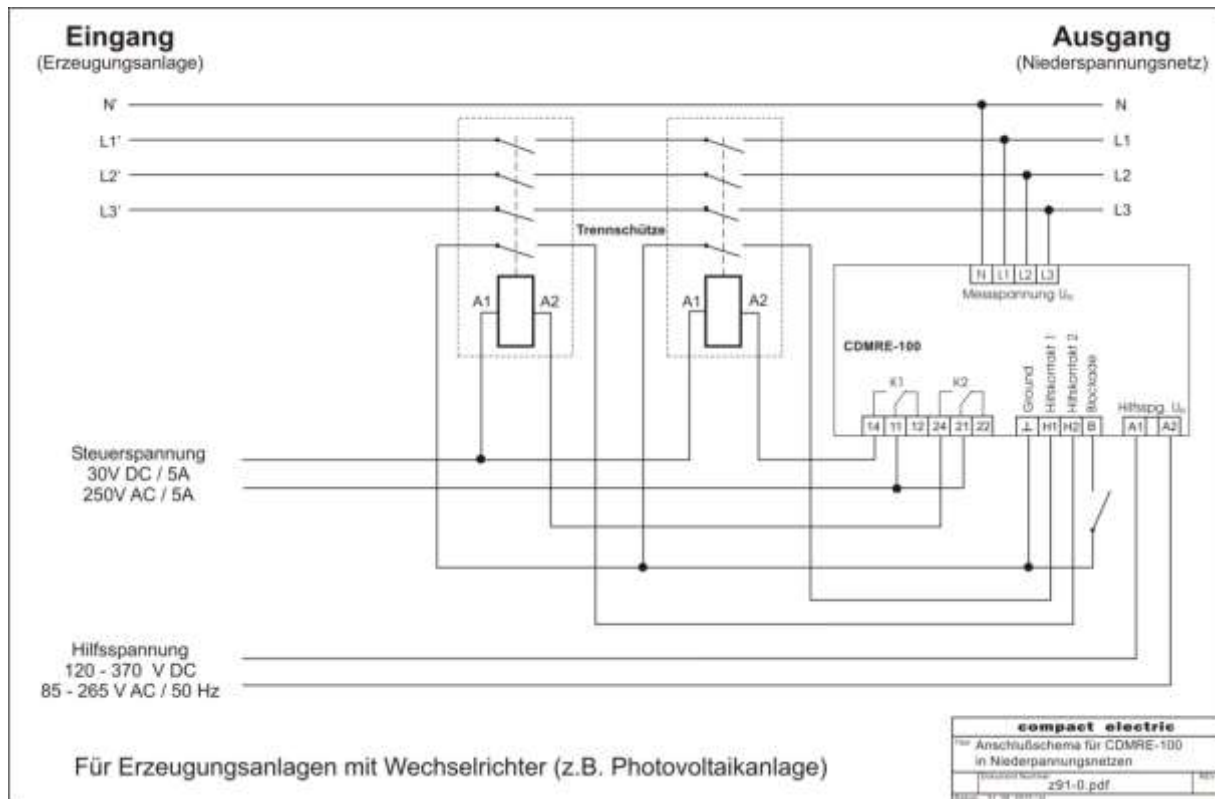 Eingang
(Erzeugungsanlage)
Ausgang
(Niederspannungsnetz)
N' N
L1' L1
L2' L2
L3' L3
Trennschütze
A1 A2 A1 A2
N L1 L2 L3
Messspannung
CDMRE-100
Ground
Hilfskontakt 1
Hilfskontakt 2
Blockade
K1 K2
Hilfsspg.
14 11 12 24 21 22 ⊥ H1 H2 B A1 A2
Steuerspannung
30V DC / 5A
250V AC / 5A
Hilfsspannung
120 - 370 V DC
85 - 265 V AC / 50 Hz
Für Erzeugungsanlagen mit Wechselrichter (z.B. Photovoltaikanlage)
compact electric
Anschlußschema für CDMRE-100
in Niederpannungsnetzen
Document Number
z91-0.pdf